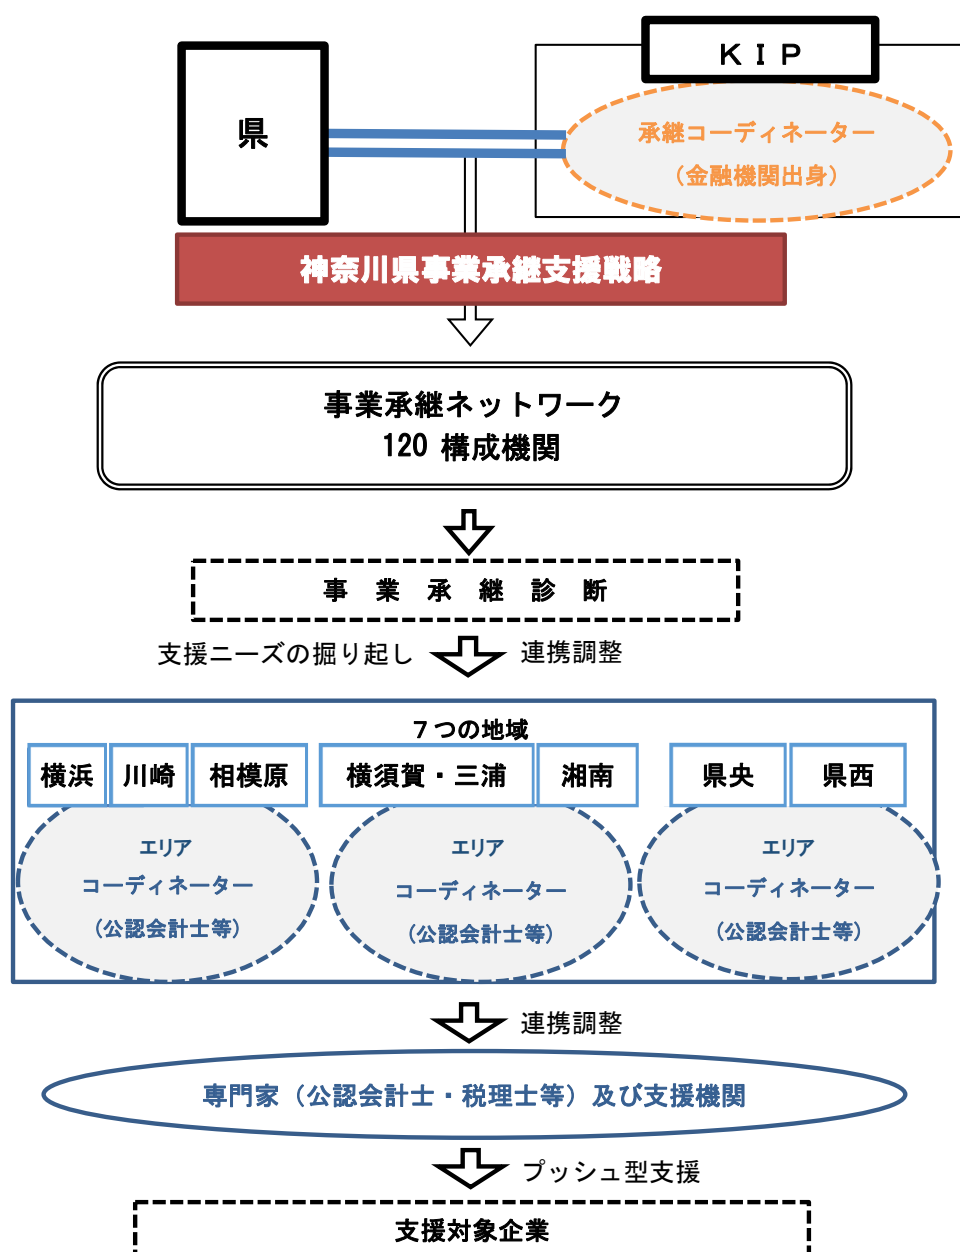 ＫＩＰ
県
承継コーディネーター
（金融機関出身）
神奈川県事業承継支援戦略
事業承継ネットワーク
120 構成機関
事業承継診断
支援ニーズの掘り起し
連携調整
７つの地域
横浜
川崎
相模原
横須賀・三浦
湘南
県央
県西
エリア
コーディネーター
（公認会計士等）
エリア
コーディネーター
（公認会計士等）
エリア
コーディネーター
（公認会計士等）
連携調整
専門家（公認会計士・税理士等）及び支援機関
プッシュ型支援
支援対象企業